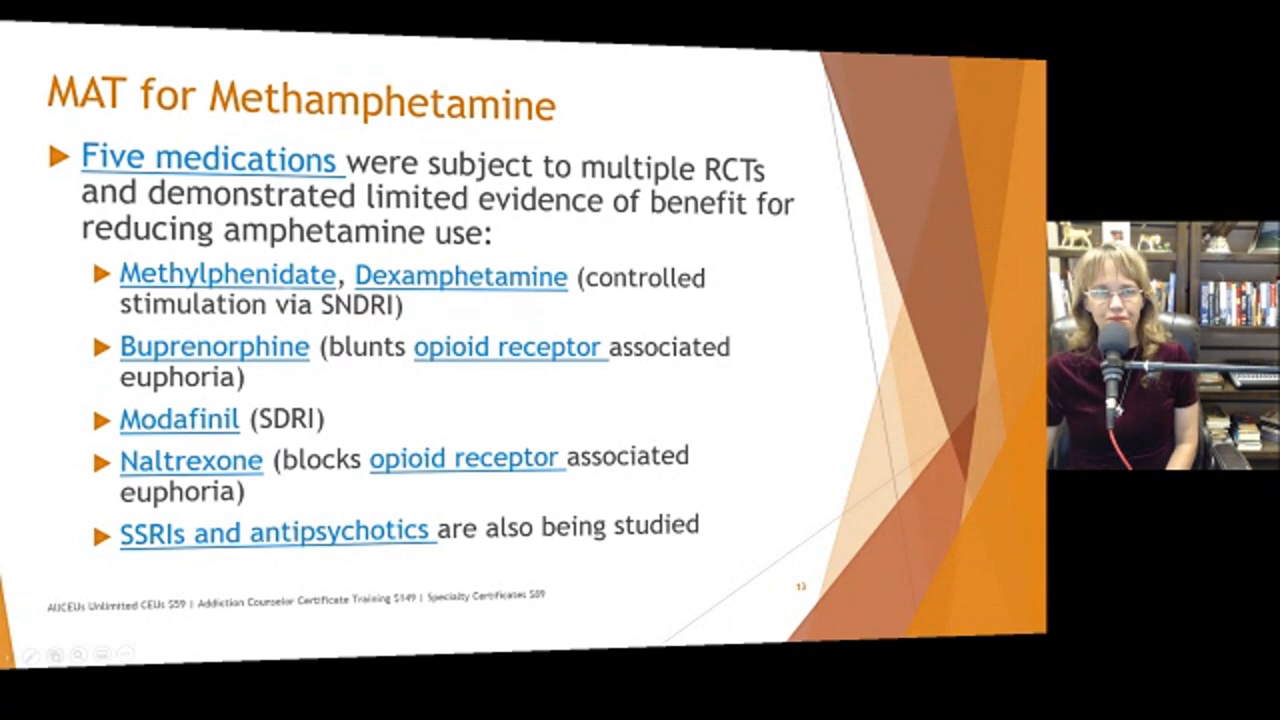 MAT for Methamphetamine
► Five medications were subject to multiple RCTs
and demonstrated limited evidence of benefit for
reducing amphetamine use:
► Methylphenidate, Dexamphetamine (controlled
stimulation via SNDRI)
► Buprenorphine (blunts opioid receptor associated
euphoria)
► Modafinil (SDRI)
► Naltrexone (blocks opioid receptor associated
euphoria)
► SSRIs and antipsychotics are also being studied
AllCEUs Unlimited CEUs $59 | Addiction Counselor Certificate Training $149 | Specialty Certificates $89
13